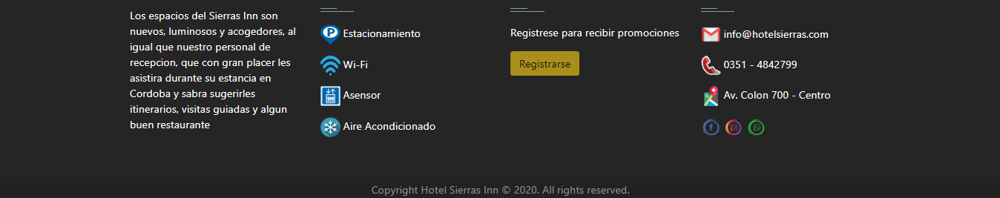 Los espacios del Sierras Inn son
nuevos, luminosos y acogedores, al
igual que nuestro personal de
recepcion, que con gran placer les
asistira durante su estancia en
Cordoba y sabra sugerirles
itinerarios, visitas guiadas y algun
buen restaurante
Estacionamiento
Wi-Fi
Asensor
Aire Acondicionado
Registrese para recibir promociones
Registrarse
info@hotelsierras.com
0351 - 4842799
Av. Colon 700 - Centro
Copyright Hotel Sierras Inn © 2020. All rights reserved.